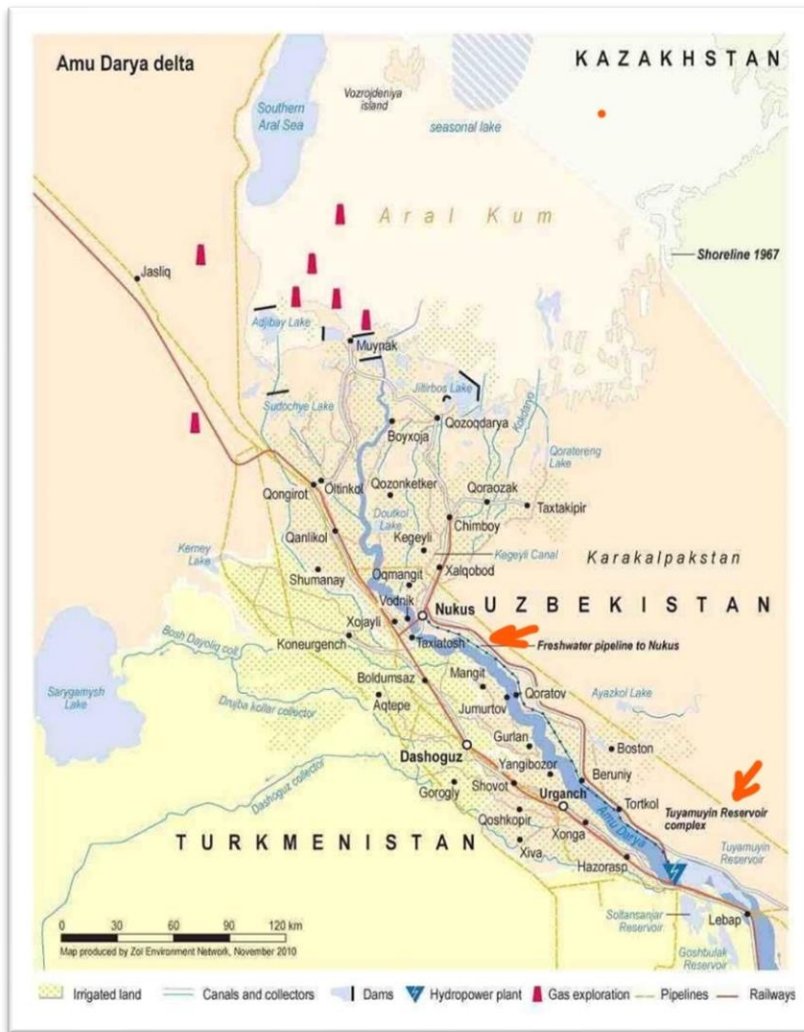 Amu Darya delta
KAZAKHSTAN
Vozrojdeniya
island
Southern
Aral Sea
seasonal lake
Aral Kum
Shoreline 1967
Jasliq
Adjibay Lake
Muynak
Jiltirbos Lake
Sudochye Lake
Boyxoja
Qozoqdarya
Kokdaryo
Qoratereng
Lake
Qongirot
Oltinkol
Qozonketker
Qoraozak
Taxtakipir
Doutkol
Lake
Chimboy
Qanlikol
Kegeyli
Kegeyli Canal
Kerney
Lake
Shumanay
Oqmangit
Xalqobod
Karakalpakstan
Vodnik
Nukus
UZBEKISTAN
Xojayli
Taxiatosh
Freshwater pipeline to Nukus
Koneurgench
Bosh Dayoliq coll
Boldumsaz
Mangit
Sarygamysh
Lake
Aqtepe
Jumurtov
Qoratov
Ayazkol Lake
Drujba kollar collector
Gurlan
Boston
Dashoguz
Yangibozor
Beruniy
Dashoguz collector
Gorogly
Shovot
Urganch
Tortkol
Tuyamuyin Reservoir
complex
Qoshkopir
Xonga
Amu Darya
TURKMENISTAN
Xiva
Hazorasp
Tuyamuyin
Reservoir
Soltansanjar
Reservoir
Lebap
Goshbulak
Reservoir
0 30 60 90 120 km
Map produced by Zoï Environment Network, November 2010
Irrigated land Canals and collectors Dams Hydropower plant Gas exploration Pipelines Railways